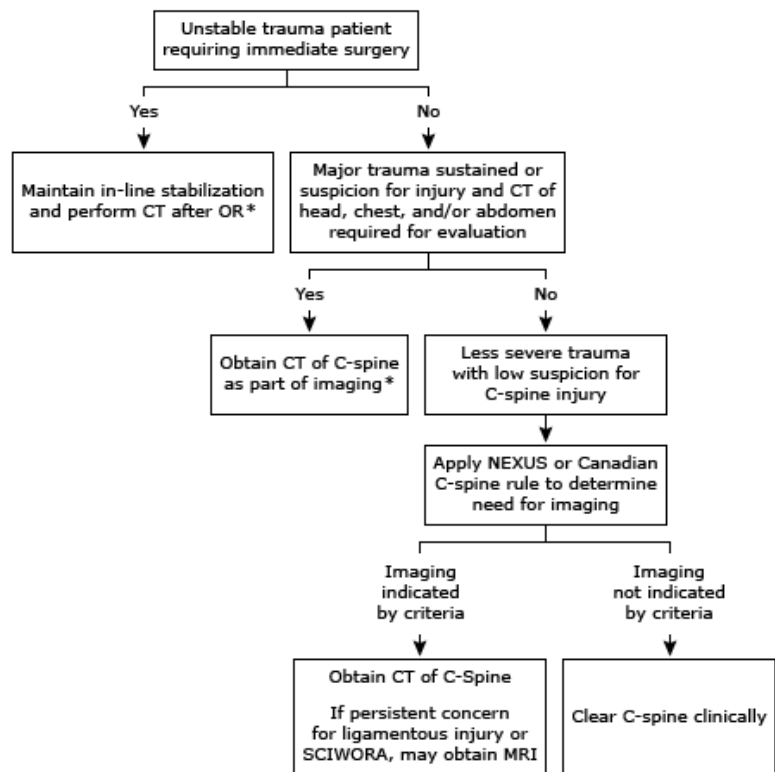 Unstable trauma patient
requiring immediate surgery
Yes
No
Maintain in-line stabilization
and perform CT after OR*
Major trauma sustained or
suspicion for injury and CT of
head, chest, and/or abdomen
required for evaluation
Yes
No
Obtain CT of C-spine
as part of imaging*
Less severe trauma
with low suspicion for
C-spine injury
Apply NEXUS or Canadian
C-spine rule to determine
need for imaging
Imaging
indicated
by criteria
Imaging
not indicated
by criteria
Obtain CT of C-Spine
If persistent concern
for ligamentous injury or
SCIWORA, may obtain MRI
Clear C-spine clinically